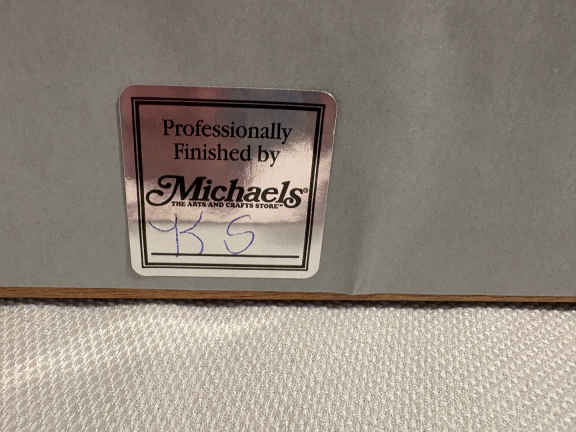 Professionally
Finished by
Michaels®
THE ARTS AND CRAFTS STORE™
KS